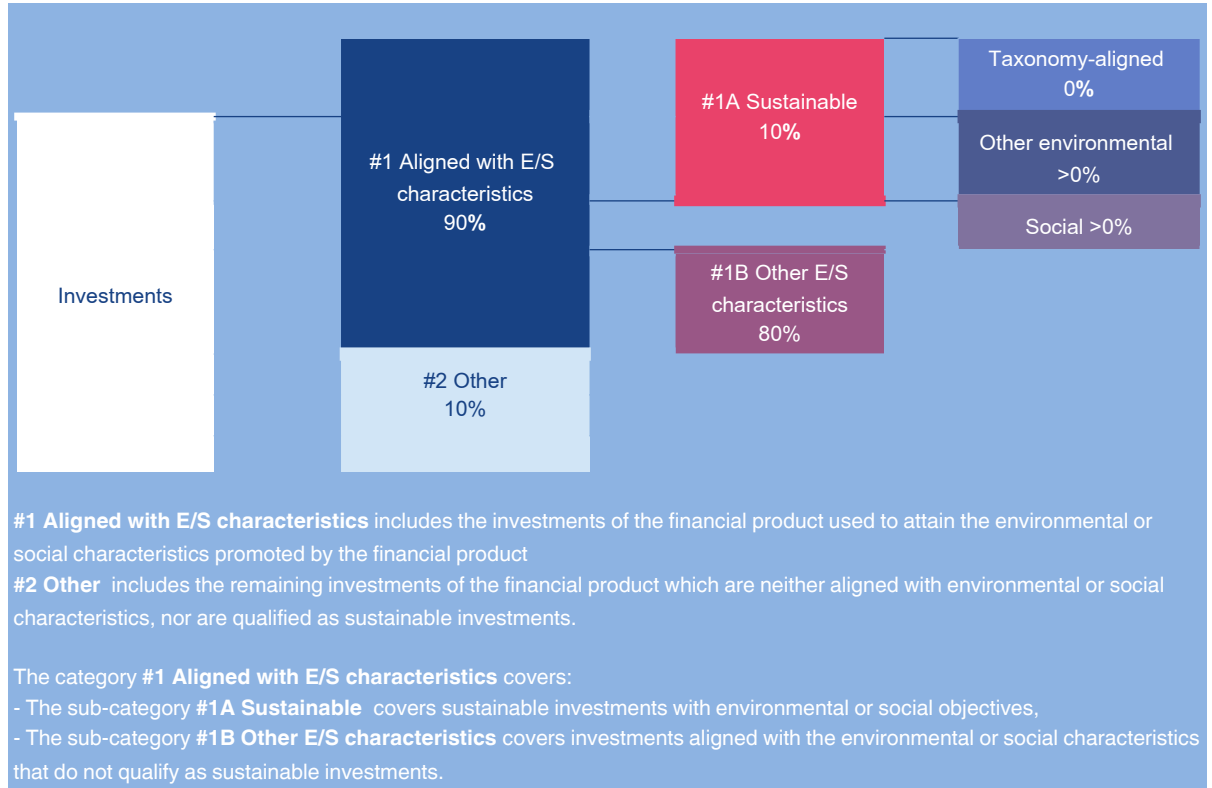 Investments
#1 Aligned with E/S
characteristics
90%
#2 Other
10%
#1A Sustainable
10%
#1B Other E/S
characteristics
80%
Taxonomy-aligned
0%
Other environmental
>0%
Social >0%
#1 Aligned with E/S characteristics includes the investments of the financial product used to attain the environmental or
social characteristics promoted by the financial product
#2 Other includes the remaining investments of the financial product which are neither aligned with environmental or social
characteristics, nor are qualified as sustainable investments.
The category #1 Aligned with E/S characteristics covers:
- The sub-category #1A Sustainable covers sustainable investments with environmental or social objectives,
- The sub-category #1B Other E/S characteristics covers investments aligned with the environmental or social characteristics
that do not qualify as sustainable investments.